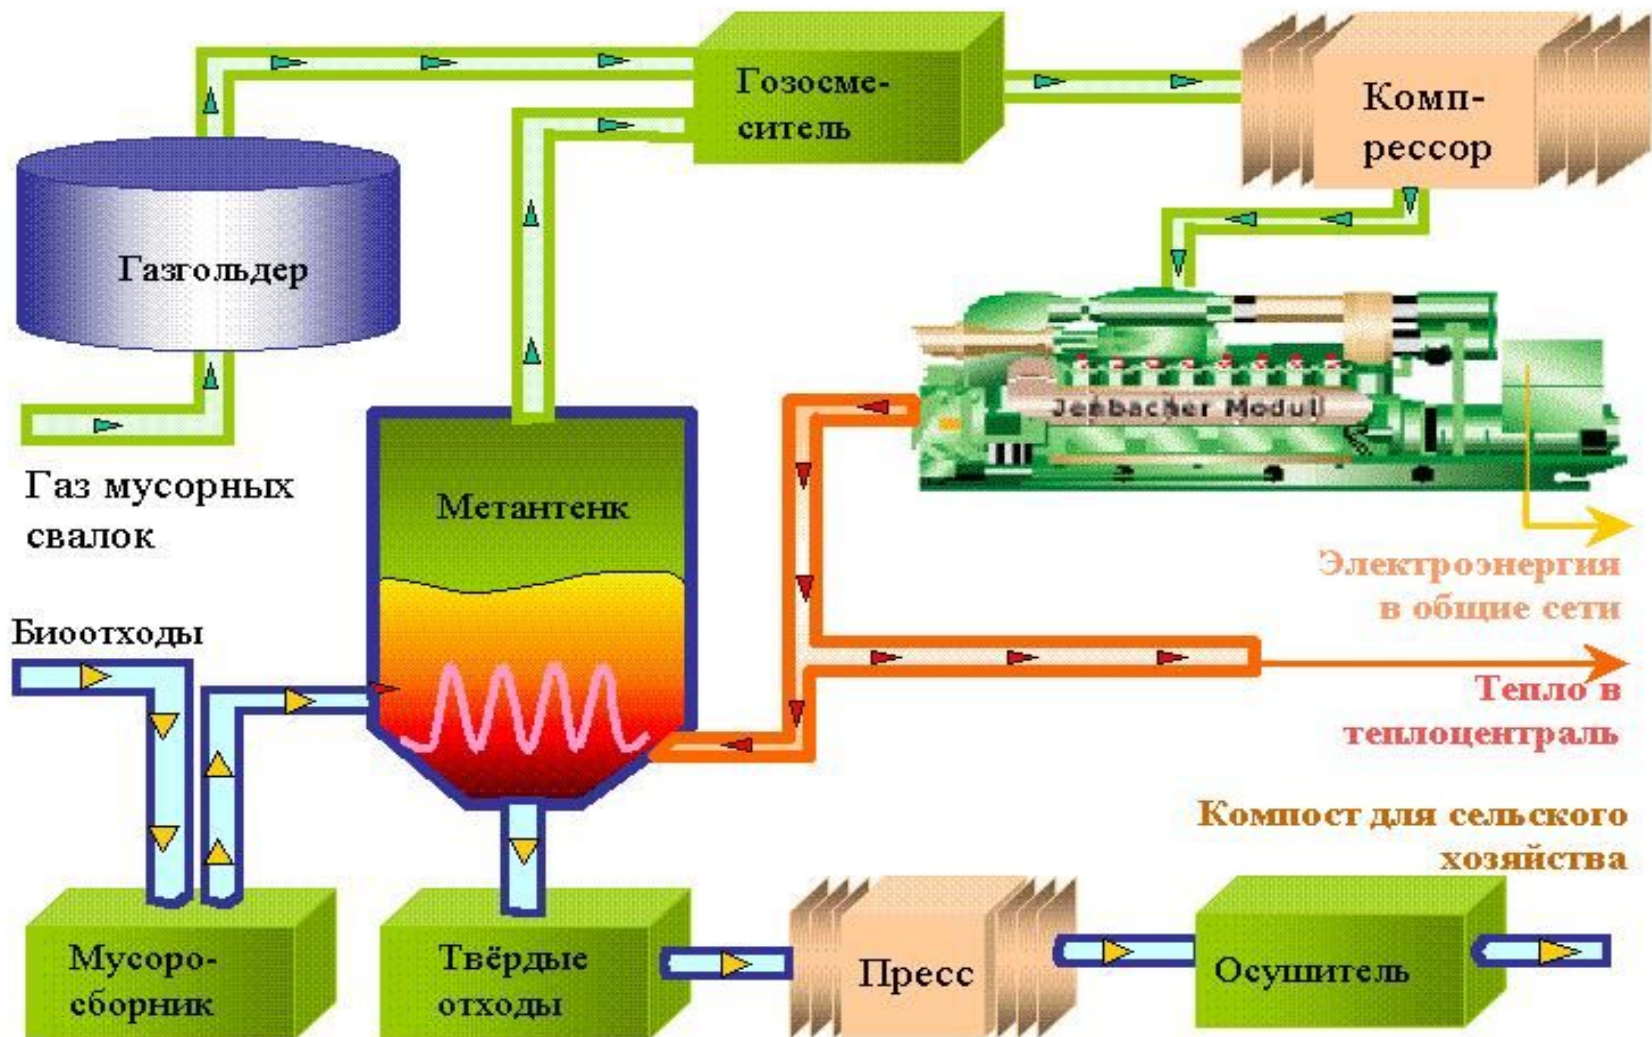 Гозосме-
ситель
Комп-
рессор
Газгольдер
Jenbacher Modul
Газ мусорных
свалок
Метантенк
Электроэнергия
в общие сети
Биоотходы
Тепло в
теплоцентраль
Компост для сельского
хозяйства
Мусоро-
сборник
Твёрдые
отходы
Пресс
Осушитель